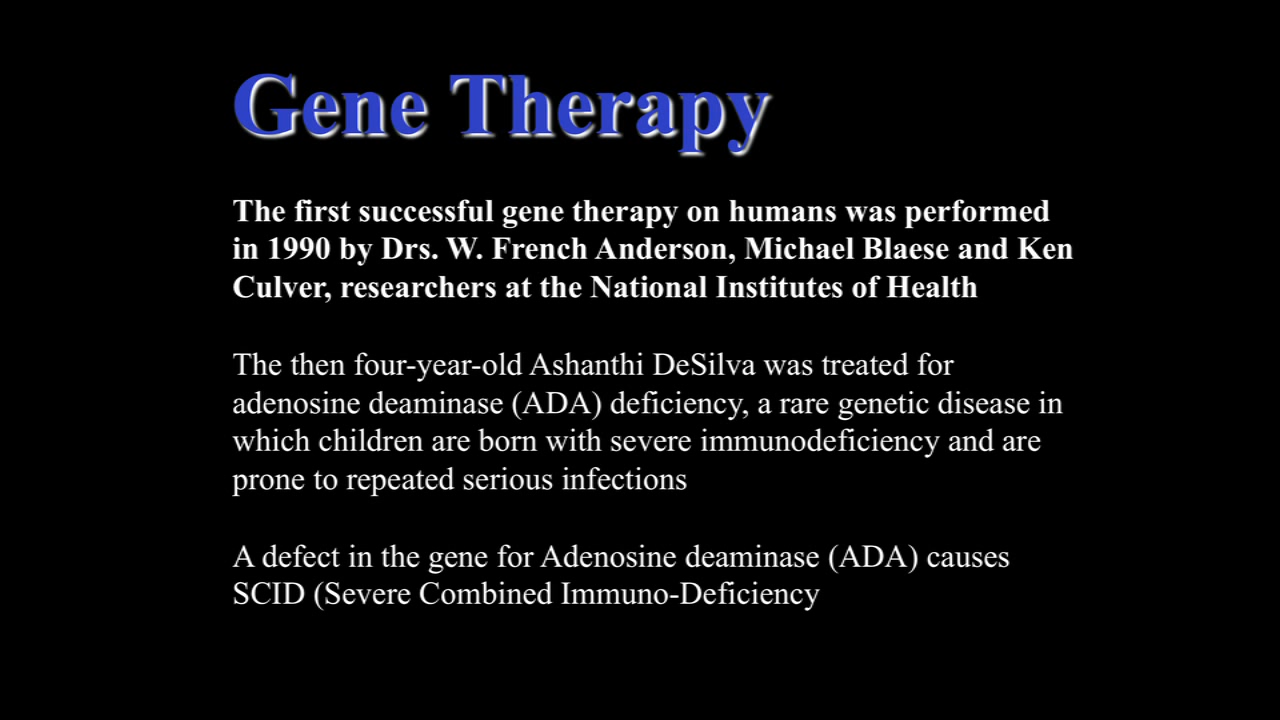 Gene Therapy
The first successful gene therapy on humans was performed
in 1990 by Drs. W. French Anderson, Michael Blaese and Ken
Culver, researchers at the National Institutes of Health
The then four-year-old Ashanthi DeSilva was treated for
adenosine deaminase (ADA) deficiency, a rare genetic disease in
which children are born with severe immunodeficiency and are
prone to repeated serious infections
A defect in the gene for Adenosine deaminase (ADA) causes
SCID (Severe Combined Immuno-Deficiency